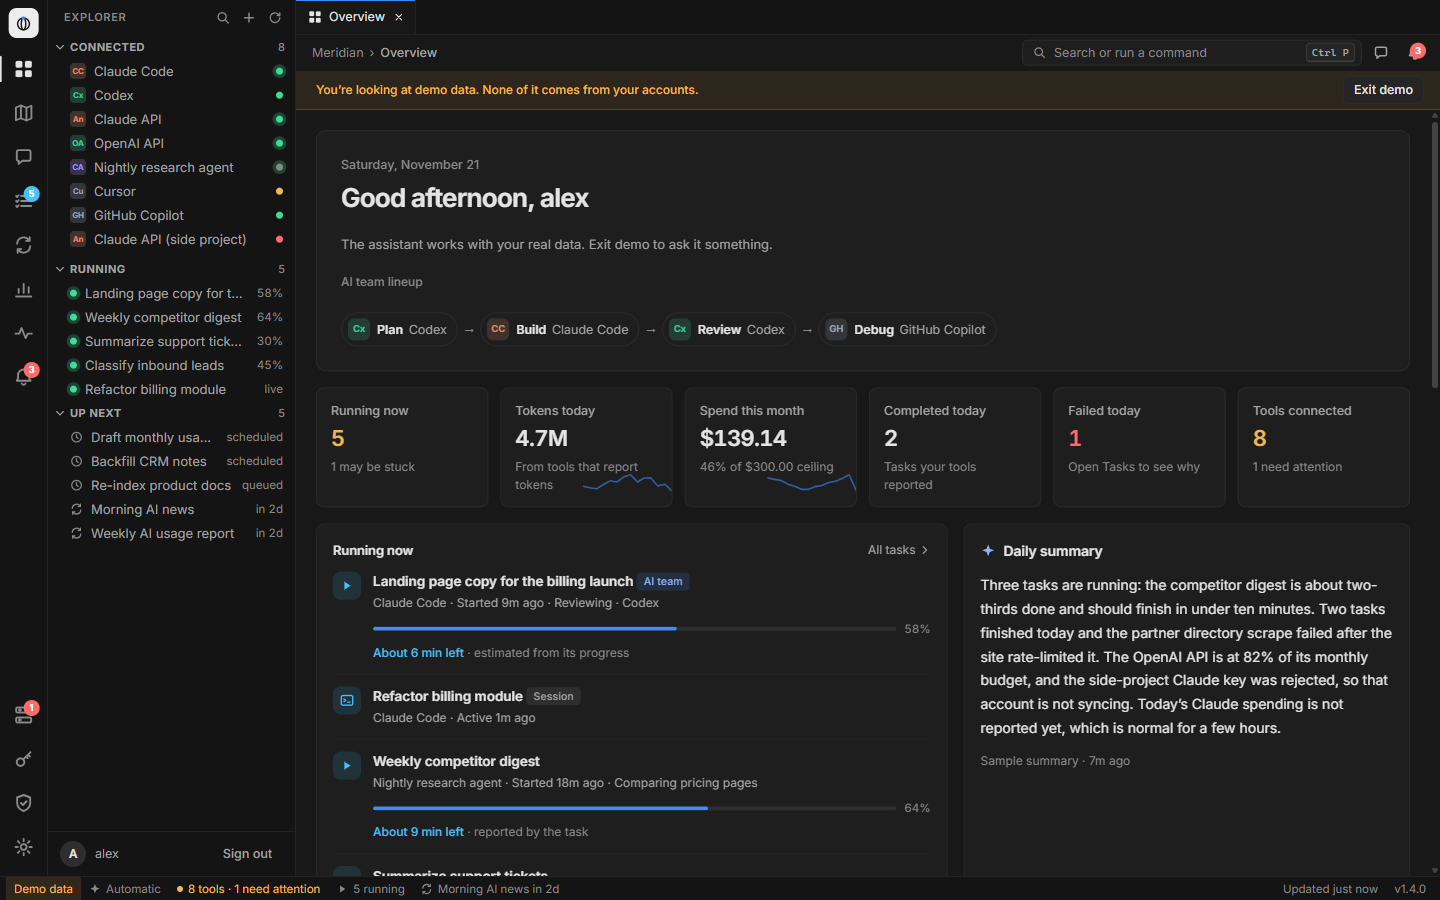 EXPLORER
CONNECTED 8
CC Claude Code
Cx Codex
An Claude API
OA OpenAI API
CA Nightly research agent
Cu Cursor
GH GitHub Copilot
An Claude API (side project)
RUNNING 5
Landing page copy for t... 58%
Weekly competitor digest 64%
Summarize support tick... 30%
Classify inbound leads 45%
Refactor billing module live
UP NEXT 5
Draft monthly usa... scheduled
Backfill CRM notes scheduled
Re-index product docs queued
Morning AI news in 2d
Weekly AI usage report in 2d
5
3
1
A alex Sign out
Overview
Meridian › Overview
Search or run a command Ctrl P
3
You're looking at demo data. None of it comes from your accounts. Exit demo
Saturday, November 21
Good afternoon, alex
The assistant works with your real data. Exit demo to ask it something.
AI team lineup
Cx Plan Codex → CC Build Claude Code → Cx Review Codex → GH Debug GitHub Copilot
Running now
5
1 may be stuck
Tokens today
4.7M
From tools that report
tokens
Spend this month
$139.14
46% of $300.00 ceiling
Completed today
2
Tasks your tools
reported
Failed today
1
Open Tasks to see why
Tools connected
8
1 need attention
Running now All tasks
Landing page copy for the billing launch AI team
Claude Code · Started 9m ago · Reviewing · Codex
58%
About 6 min left · estimated from its progress
Refactor billing module Session
Claude Code · Active 1m ago
Weekly competitor digest
Nightly research agent · Started 18m ago · Comparing pricing pages
64%
About 9 min left · reported by the task
Summarize support tickets
Daily summary
Three tasks are running: the competitor digest is about two-
thirds done and should finish in under ten minutes. Two tasks
finished today and the partner directory scrape failed after the
site rate-limited it. The OpenAI API is at 82% of its monthly
budget, and the side-project Claude key was rejected, so that
account is not syncing. Today's Claude spending is not
reported yet, which is normal for a few hours.
Sample summary · 7m ago
Demo data Automatic 8 tools · 1 need attention 5 running Morning AI news in 2d Updated just now v1.4.0